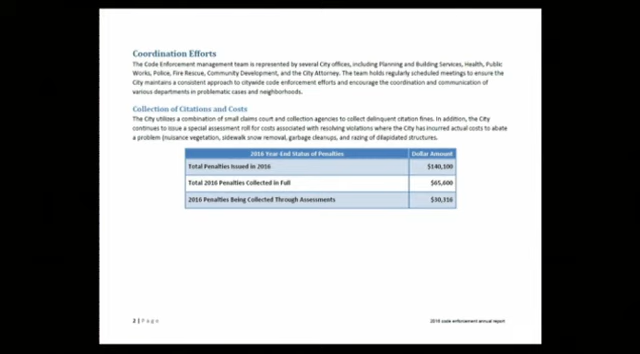 Coordination Efforts
The Code Enforcement management team is represented by several City offices, including Planning and Building Services, Health, Public
Works, Police, Fire Rescue, Community Development, and the City Attorney. The team holds regularly scheduled meetings to ensure the
City maintains a consistent approach to citywide code enforcement efforts and encourage the coordination and communication of
various departments in problematic cases and neighborhoods.
Collection of Citations and Costs
The City utilizes a combination of small claims court and collection agencies to collect delinquent citation fines. In addition, the City
continues to issue a special assessment roll for costs associated with resolving violations where the City has incurred actual costs to abate
a problem (nuisance vegetation, sidewalk snow removal, garbage cleanups, and razing of dilapidated structures.
2016 Year-End Status of Penalties Dollar Amount
Total Penalties Issued in 2016 $140,100
Total 2016 Penalties Collected in Full $65,600
2016 Penalties Being Collected Through Assessments $30,316
2 | Page 2016 code enforcement annual report